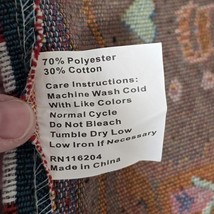 70% Polyester
30% Cotton
Care Instructions:
Machine Wash Cold
With Like Colors
Normal Cycle
Do Not Bleach
Tumble Dry Low
Low Iron If Necessary
RN116204
Made in China